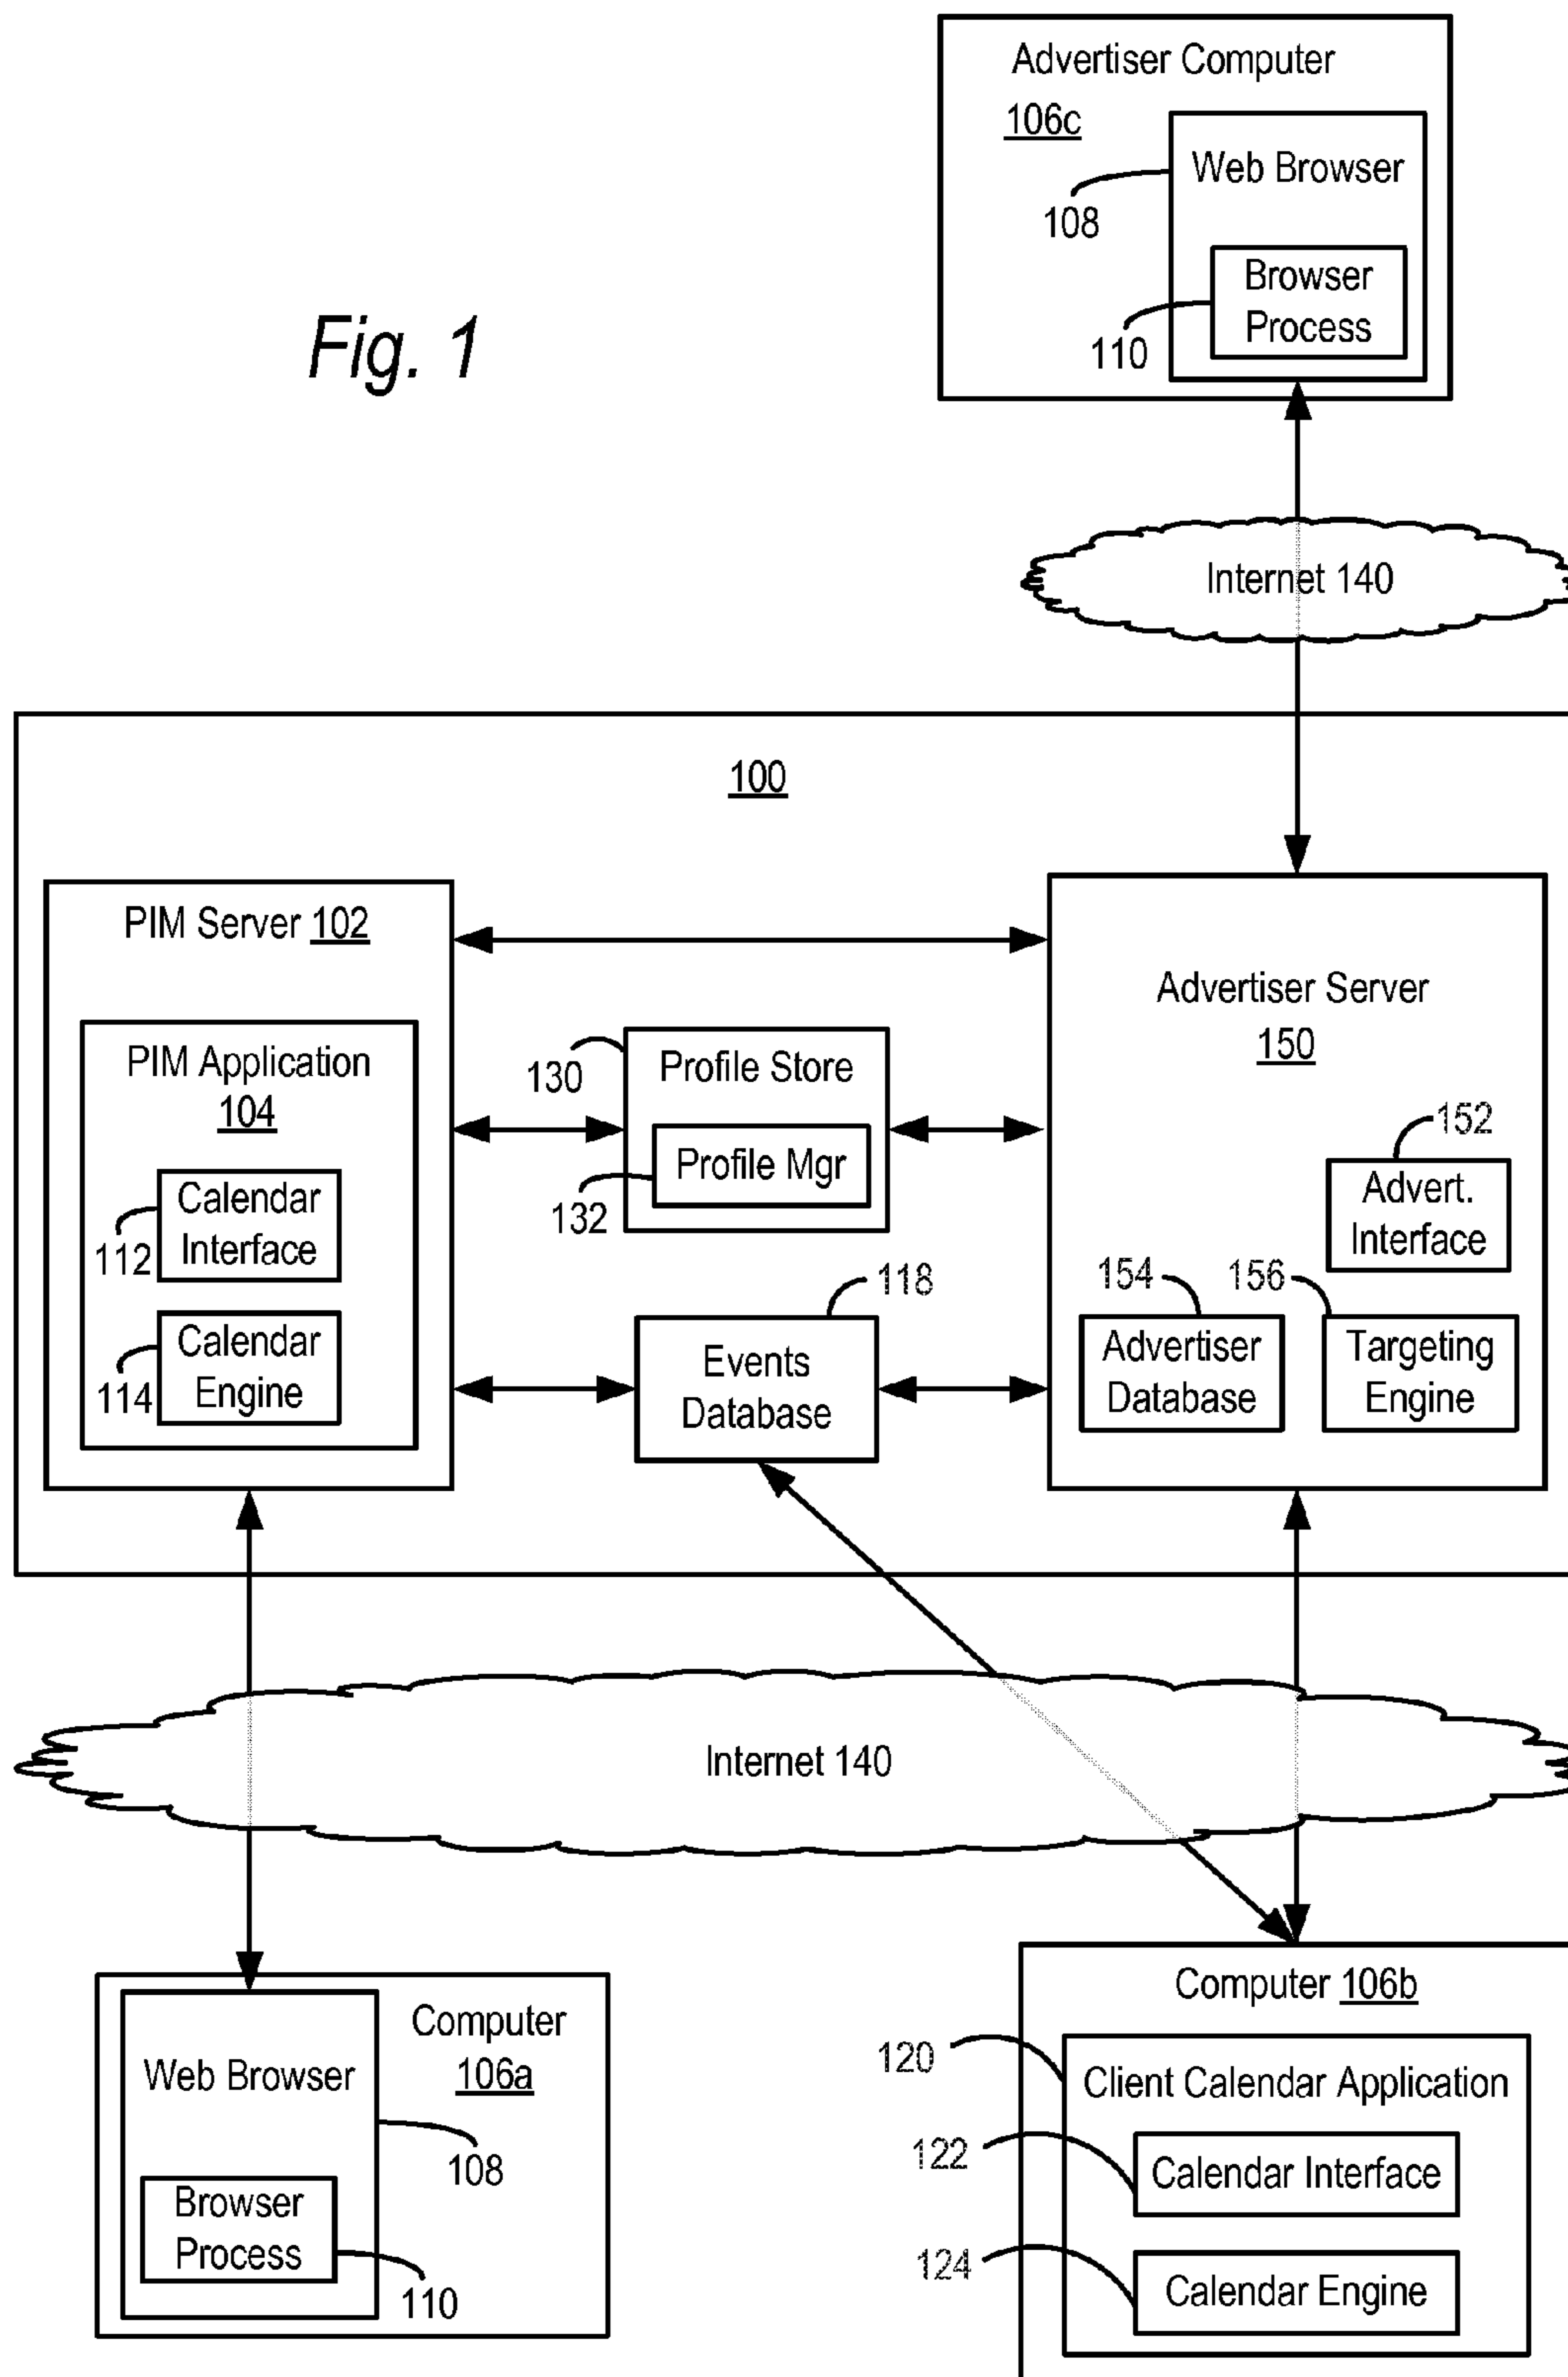 Advertiser Computer
106c
Web Browser
108
Browser
Process
110
Fig. 1
Internet 140
100
PIM Server 102
PIM Application
104
Calendar
Interface
112
Calendar
Engine
114
130
Profile Store
Profile Mgr
132
118
Events
Database
Advertiser Server
150
152
Advert.
Interface
154
Advertiser
Database
156
Targeting
Engine
Internet 140
Computer
106a
Web Browser
108
Browser
Process
110
Computer 106b
120
Client Calendar Application
122
Calendar Interface
124
Calendar Engine